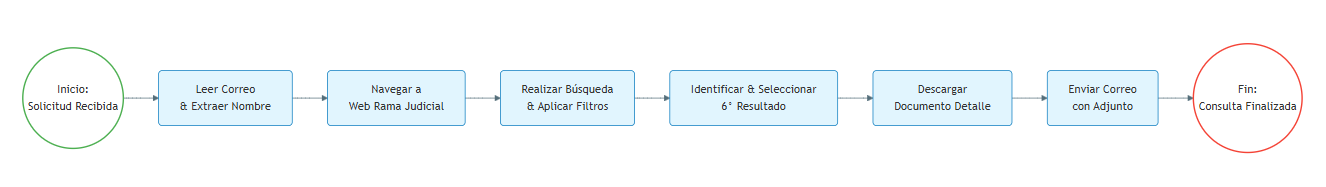 Inicio:
Solicitud Recibida
Leer Correo
& Extraer Nombre
Navegar a
Web Rama Judicial
Realizar Búsqueda
& Aplicar Filtros
Identificar & Seleccionar
6° Resultado
Descargar
Documento Detalle
Enviar Correo
con Adjunto
Fin:
Consulta Finalizada